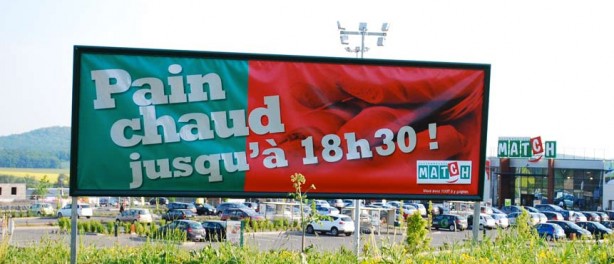 Pain
chaud
jusqu'à 18h30 !
MATCH
MATCH